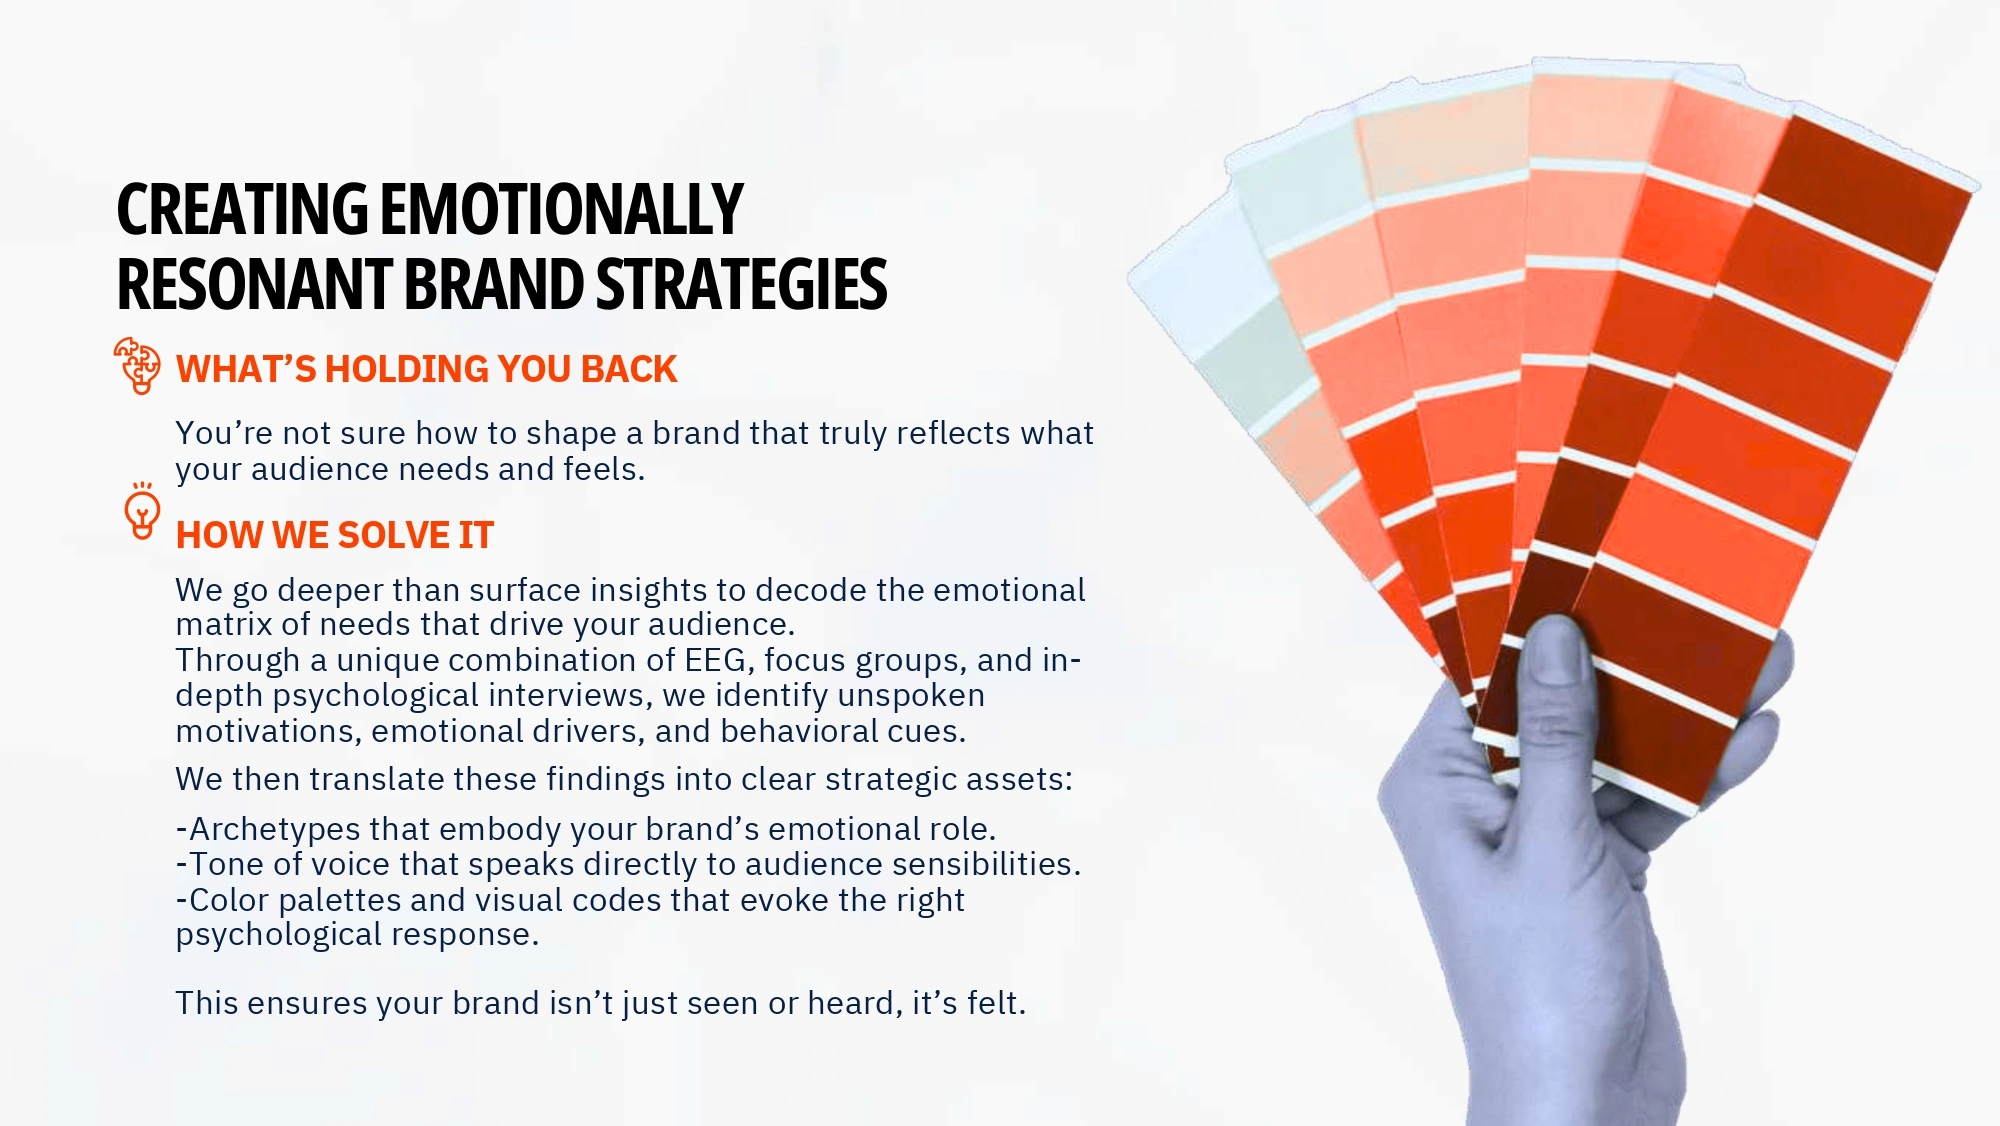 CREATING EMOTIONALLY
RESONANT BRAND STRATEGIES
WHAT’S HOLDING YOU BACK
You’re not sure how to shape a brand that truly reflects what
your audience needs and feels.
HOW WE SOLVE IT
We go deeper than surface insights to decode the emotional
matrix of needs that drive your audience.
Through a unique combination of EEG, focus groups, and in-
depth psychological interviews, we identify unspoken
motivations, emotional drivers, and behavioral cues.
We then translate these findings into clear strategic assets:
-Archetypes that embody your brand’s emotional role.
-Tone of voice that speaks directly to audience sensibilities.
-Color palettes and visual codes that evoke the right
psychological response.
This ensures your brand isn’t just seen or heard, it’s felt.